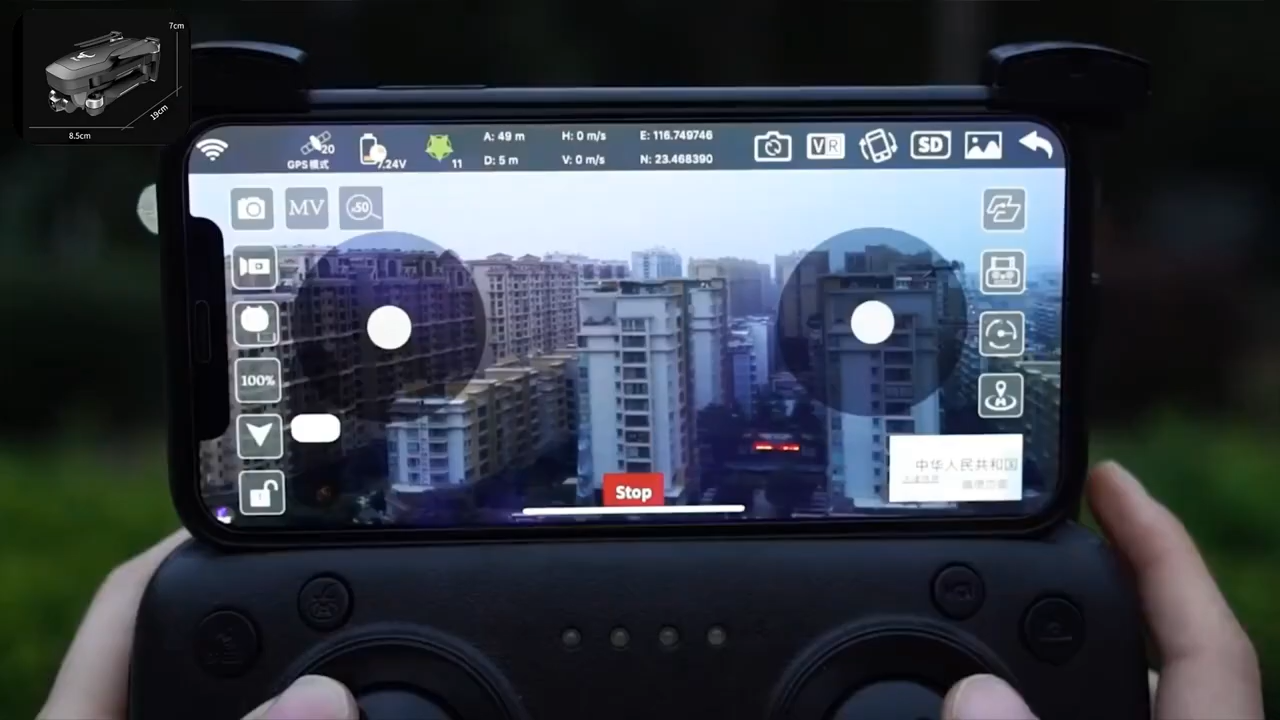 7cm
19cm
8.5cm
20
GPS模式
7.24V
11
A: 49 m
H: 0 m/s
E: 116.749746
D: 5 m
V: 0 m/s
N: 23.468390
VR
SD
MV
x50
100%
中华人民共和国
Stop